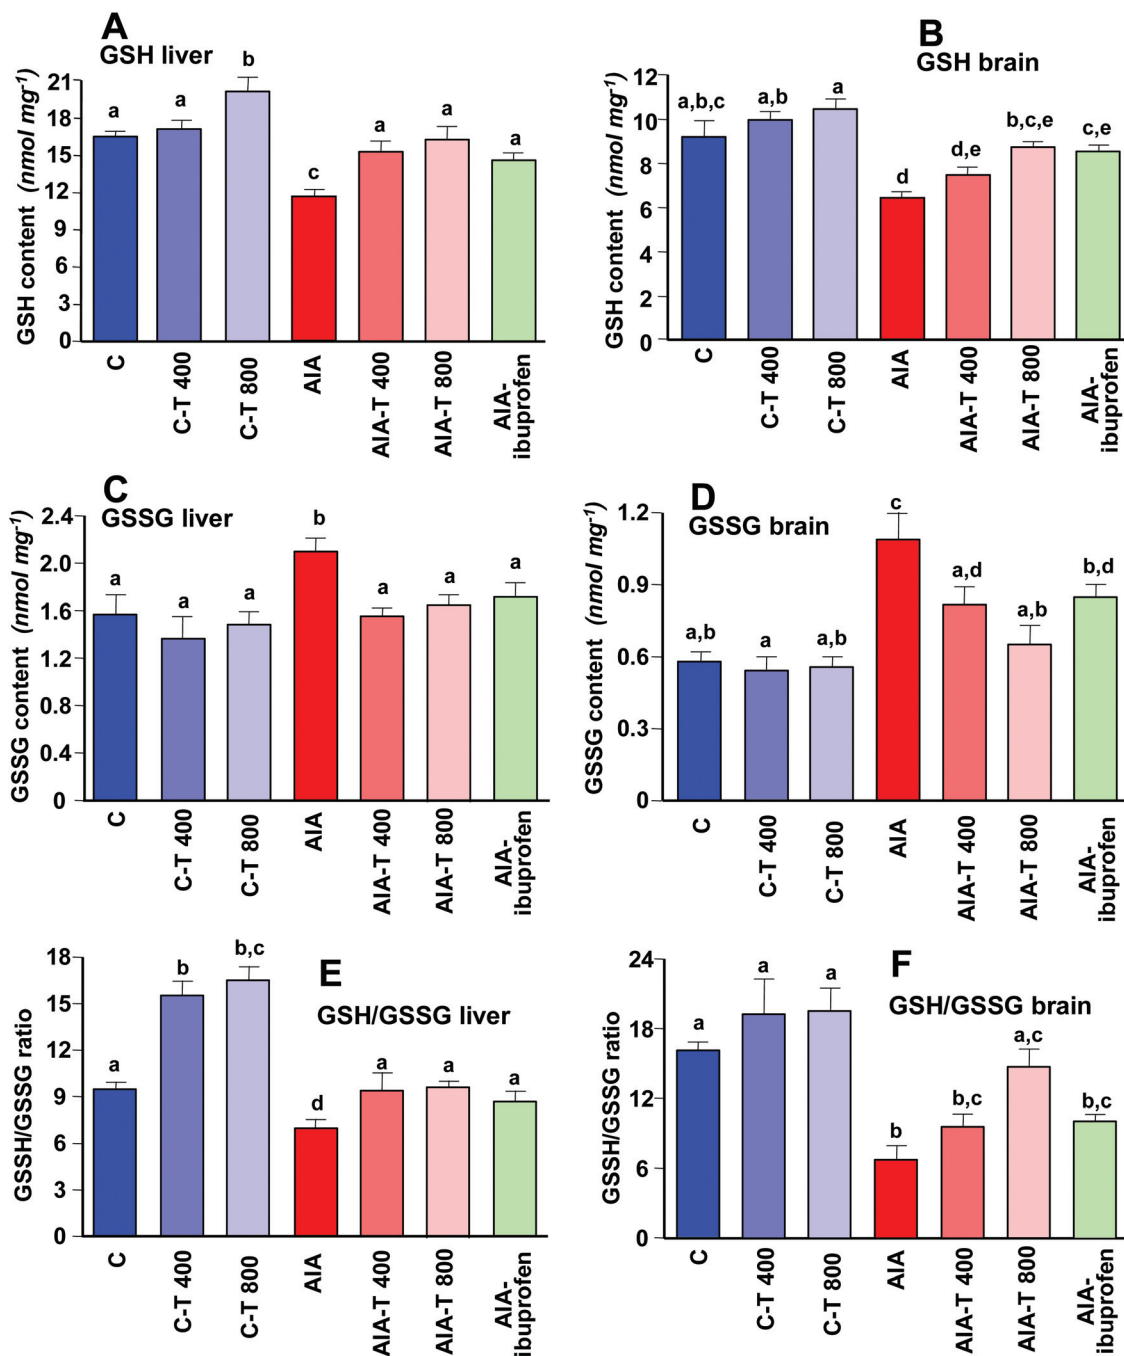 A
GSH liver
GSH content (nmol mg⁻¹)
21
18
15
12
9
6
3
0
a
a
b
c
a
a
a
C
C-T 400
C-T 800
AIA
AIA-T 400
AIA-T 800
AIA-
ibuprofen
B
GSH brain
GSH content (nmol mg⁻¹)
12
10
8
6
4
2
0
a,b,c
a,b
a
d
d,e
b,c,e
c,e
C
C-T 400
C-T 800
AIA
AIA-T 400
AIA-T 800
AIA-
ibuprofen
C
GSSG liver
GSSG content (nmol mg⁻¹)
2.4
2.0
1.6
1.2
0.8
0.4
0
a
a
a
b
a
a
a
C
C-T 400
C-T 800
AIA
AIA-T 400
AIA-T 800
AIA-
ibuprofen
D
GSSG brain
GSSG content (nmol mg⁻¹)
1.2
0.9
0.6
0.3
0
a,b
a
a,b
c
a,d
a,b
b,d
C
C-T 400
C-T 800
AIA
AIA-T 400
AIA-T 800
AIA-
ibuprofen
E
GSH/GSSG liver
GSSH/GSSG ratio
18
15
12
9
6
3
0
a
b
b,c
d
a
a
a
C
C-T 400
C-T 800
AIA
AIA-T 400
AIA-T 800
AIA-
ibuprofen
F
GSH/GSSG brain
GSSH/GSSG ratio
24
18
12
6
0
a
a
a
b
b,c
a,c
b,c
C
C-T 400
C-T 800
AIA
AIA-T 400
AIA-T 800
AIA-
ibuprofen